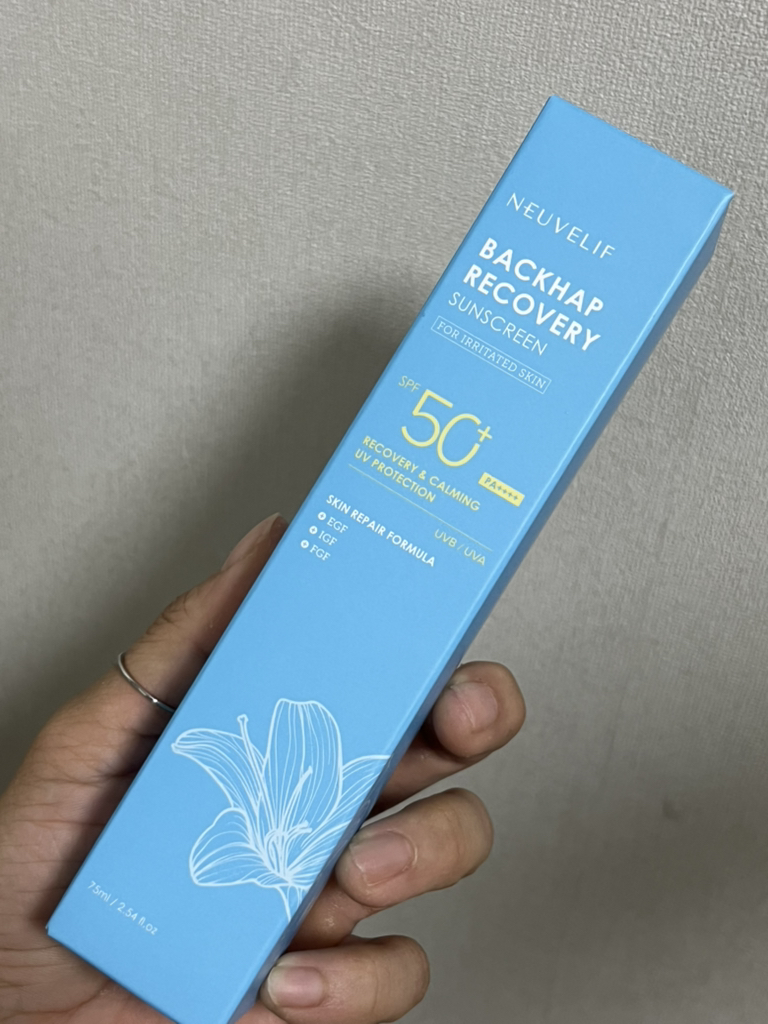 NEUVELIF
BACKHAP
RECOVERY
SUNSCREEN
FOR IRRITATED SKIN
SPF 50+
PA++++
RECOVERY & CALMING
UV PROTECTION
UVB / UVA
SKIN REPAIR FORMULA
EGF
IGF
FGF
75ml / 2.54 fl.oz